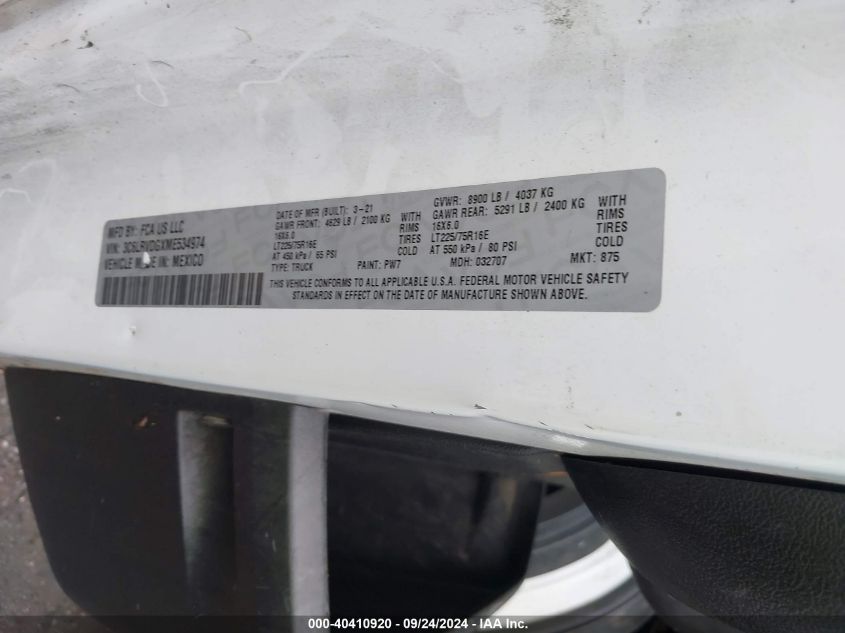 MFD BY: FCA US LLC
VIN: 3C6LRVDGXME534974
VEHICLE MADE IN: MEXICO
DATE OF MFR (BUILT): 3-21
GAWR FRONT: 4629 LB / 2100 KG WITH
16X6.0 RIMS
LT225/75R16E TIRES
AT 450 kPa / 65 PSI COLD
TYPE: TRUCK PAINT: PW7
GVWR: 8900 LB / 4037 KG
GAWR REAR: 5291 LB / 2400 KG WITH
16X6.0 RIMS
LT225/75R16E TIRES
AT 550 kPa / 80 PSI COLD
MDH: 032707 MKT: 875
THIS VEHICLE CONFORMS TO ALL APPLICABLE U.S.A. FEDERAL MOTOR VEHICLE SAFETY
STANDARDS IN EFFECT ON THE DATE OF MANUFACTURE SHOWN ABOVE.
000-40410920 - 09/24/2024 - IAA Inc.